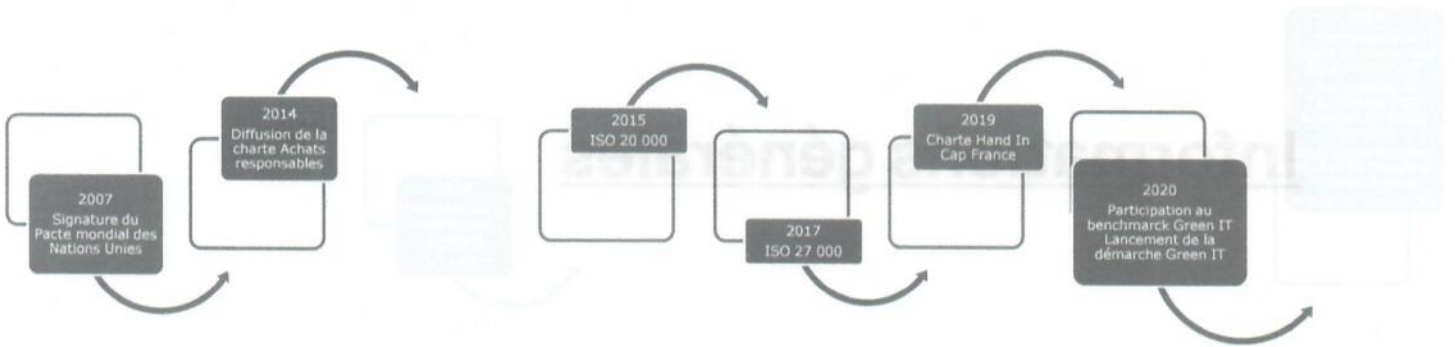 2007
Signature du
Pacte mondial des
Nations Unies
2014
Diffusion de la
charte Achats
responsables
2015
ISO 20 000
2017
ISO 27 000
2019
Charte Hand In
Cap France
2020
Participation au
benchmarck Green IT
Lancement de la
démarche Green IT
Informations générales